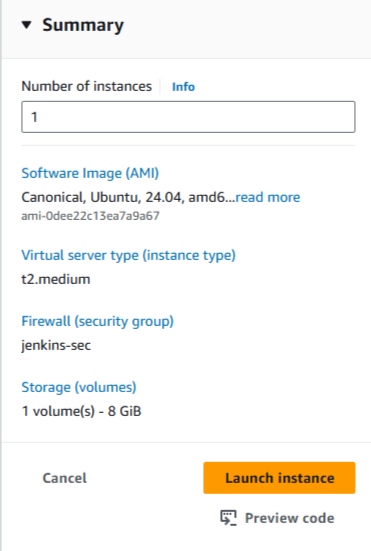 Summary
Number of instances Info
1
Software Image (AMI)
Canonical, Ubuntu, 24.04, amd6...read more
ami-0dee22c13ea7a9a67
Virtual server type (instance type)
t2.medium
Firewall (security group)
jenkins-sec
Storage (volumes)
1 volume(s) - 8 GiB
Cancel
Launch instance
Preview code